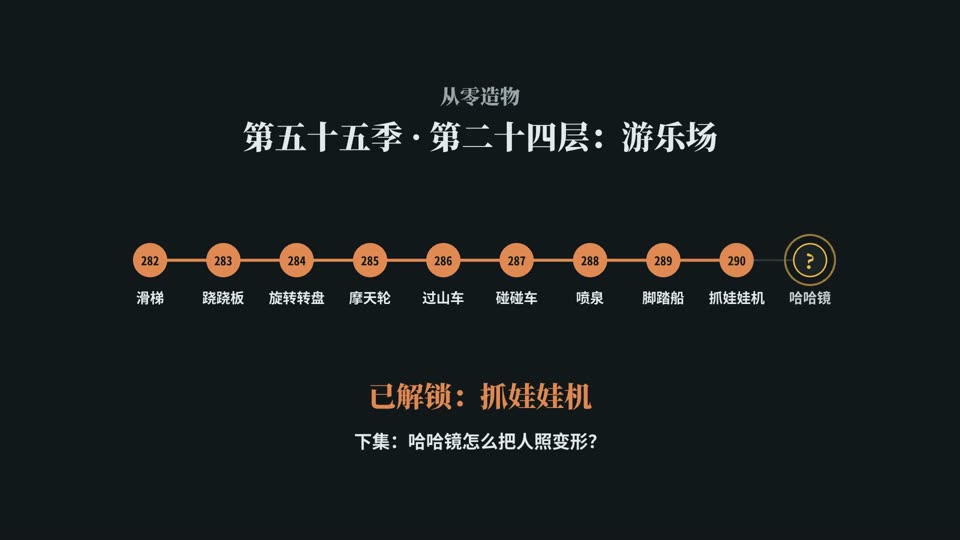 从零造物
第五十五季 · 第二十四层：游乐场
282 283 284 285 286 287 288 289 290 ?
滑梯 跷跷板 旋转转盘 摩天轮 过山车 碰碰车 喷泉 脚踏船 抓娃娃机 哈哈镜
已解锁：抓娃娃机
下集：哈哈镜怎么把人照变形？